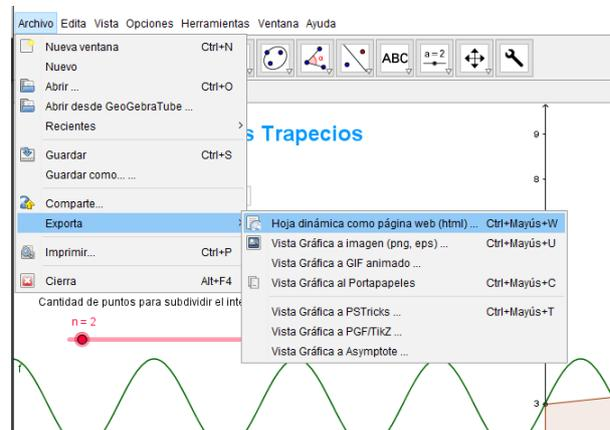 Archivo Edita Vista Opciones Herramientas Ventana Ayuda
Nueva ventana Ctrl+N
Nuevo
Abrir ... Ctrl+O
Abrir desde GeoGebraTube ...
Recientes
Guardar Ctrl+S
Guardar como... ...
Comparte...
Exporta
Imprimir... Ctrl+P
Cierra Alt+F4
ABC
a = 2
s Trapecios
Hoja dinámica como página web (html) ... Ctrl+Mayús+W
Vista Gráfica a imagen (png, eps) ... Ctrl+Mayús+U
Vista Gráfica a GIF animado ...
Vista Gráfica al Portapapeles Ctrl+Mayús+C
Vista Gráfica a PSTricks ... Ctrl+Mayús+T
Vista Gráfica a PGF/TikZ ...
Vista Gráfica a Asymptote ...
Cantidad de puntos para subdividir el inte
n = 2
f
9
8
3